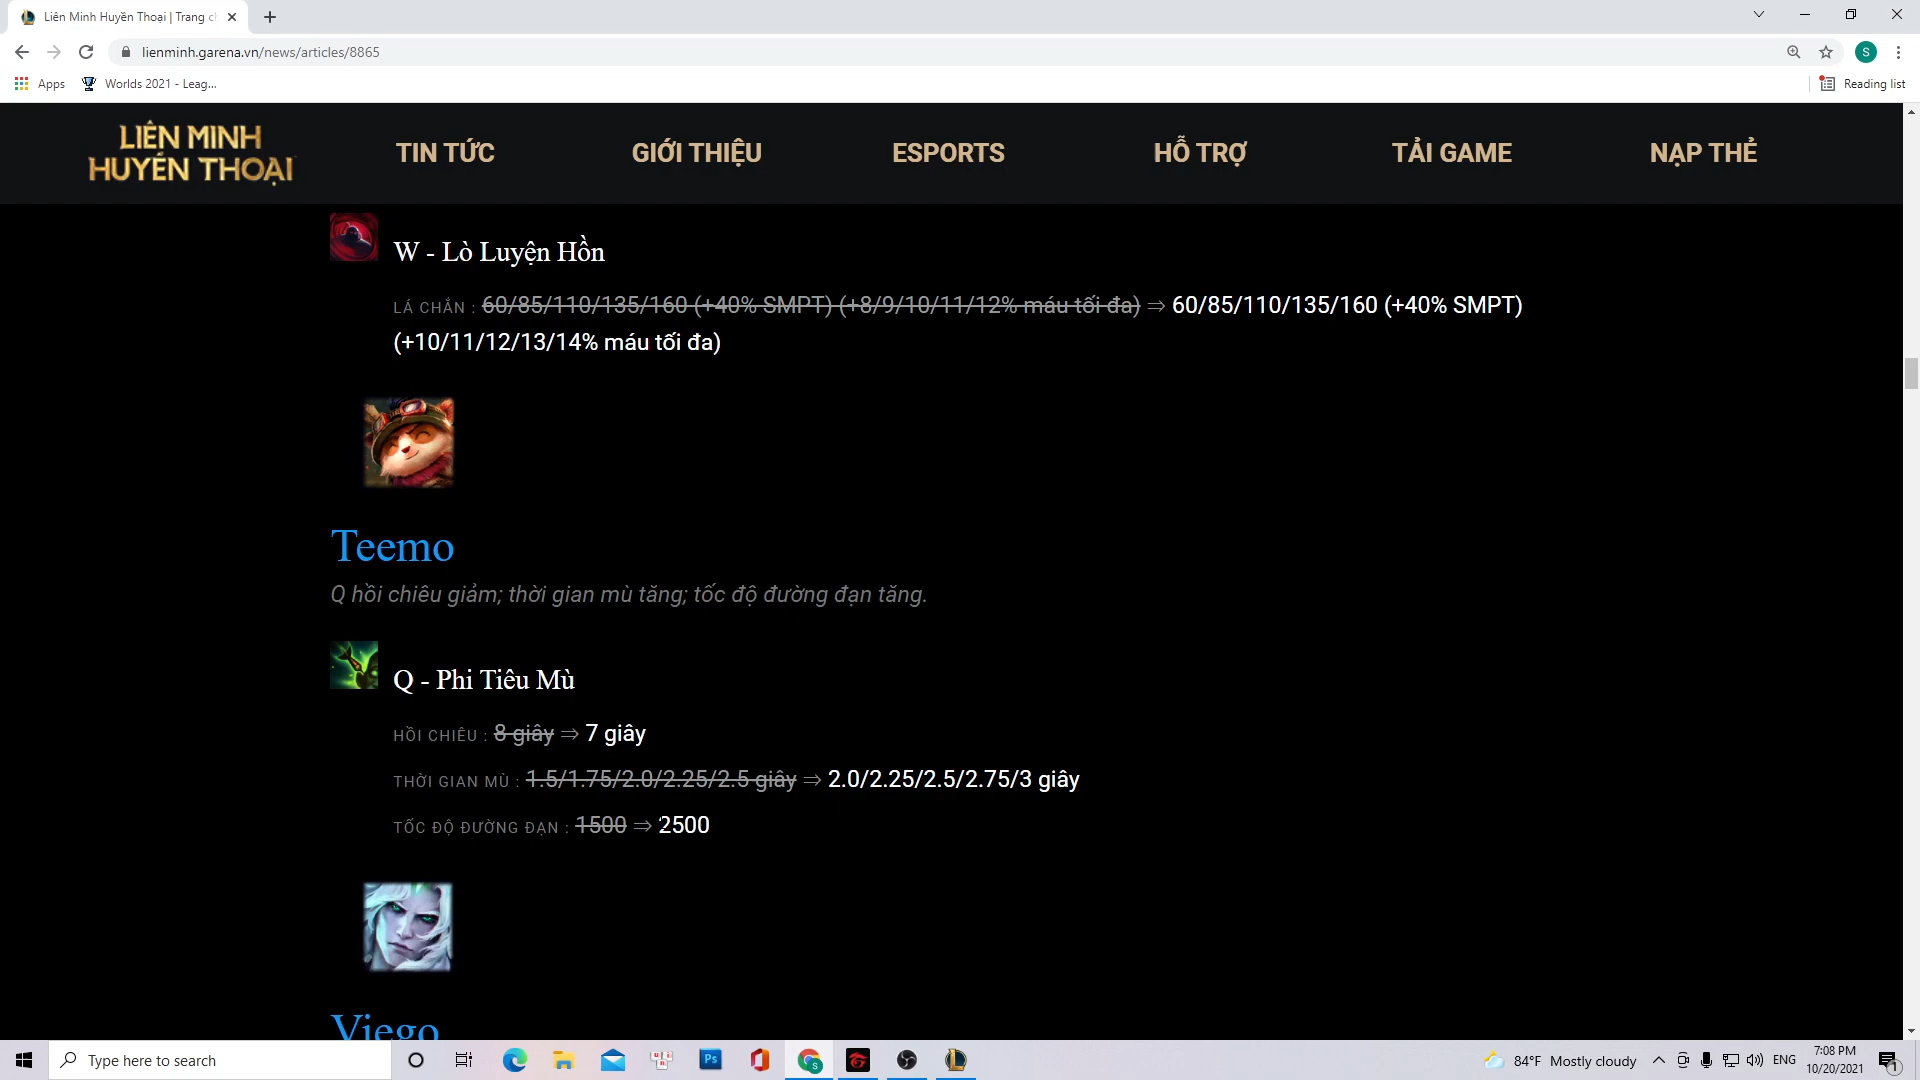 Liên Minh Huyền Thoại | Trang ch
lienminh.garena.vn/news/articles/8865
S
Apps
Worlds 2021 - Leag...
Reading list
LIÊN MINH
HUYỀN THOẠI
TIN TỨC
GIỚI THIỆU
ESPORTS
HỖ TRỢ
TẢI GAME
NẠP THẺ
W - Lò Luyện Hồn
LÁ CHẮN : 60/85/110/135/160 (+40% SMPT) (+8/9/10/11/12% máu tối đa) ⇒ 60/85/110/135/160 (+40% SMPT)
(+10/11/12/13/14% máu tối đa)
Teemo
Q hồi chiêu giảm; thời gian mù tăng; tốc độ đường đạn tăng.
Q - Phi Tiêu Mù
HỒI CHIÊU : 8 giây ⇒ 7 giây
THỜI GIAN MÙ : 1.5/1.75/2.0/2.25/2.5 giây ⇒ 2.0/2.25/2.5/2.75/3 giây
TỐC ĐỘ ĐƯỜNG ĐẠN : 1500 ⇒ 2500
Viego
Type here to search
Ps
S
84°F Mostly cloudy
ENG
7:08 PM
10/20/2021
1